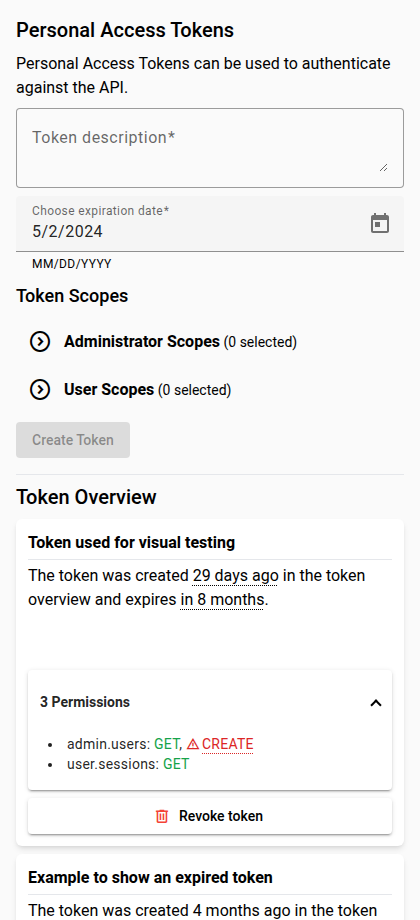 Personal Access Tokens
Personal Access Tokens can be used to authenticate
against the API.
Token description*
Choose expiration date*
5/2/2024
MM/DD/YYYY
Token Scopes
Administrator Scopes (0 selected)
User Scopes (0 selected)
Create Token
Token Overview
Token used for visual testing
The token was created 29 days ago in the token
overview and expires in 8 months.
3 Permissions
admin.users: GET, CREATE
user.sessions: GET
Revoke token
Example to show an expired token
The token was created 4 months ago in the token